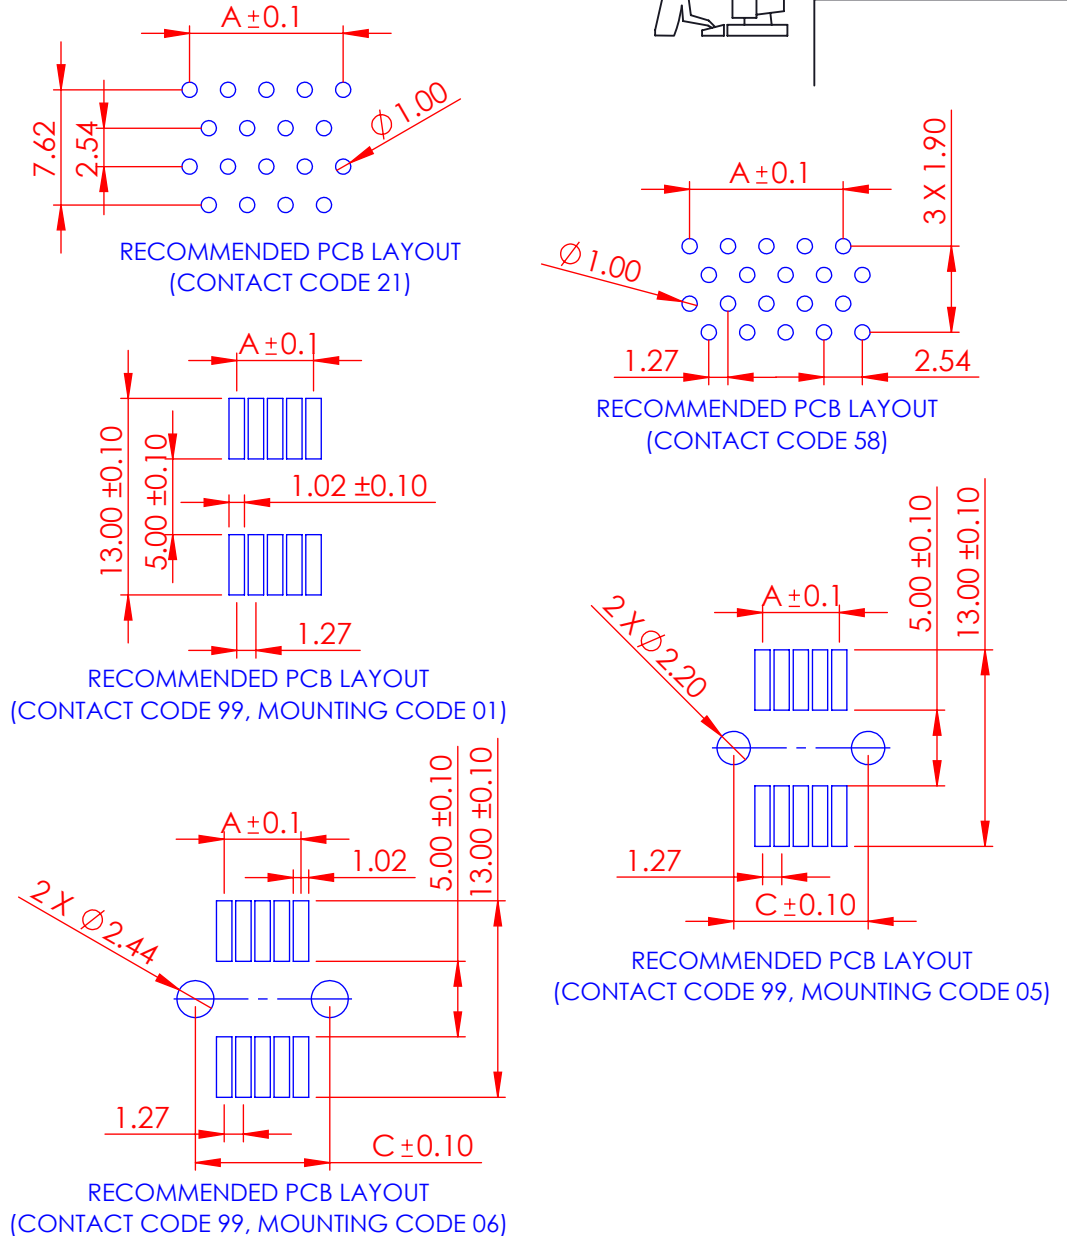 A±0.1
7.62
2.54
Ø1.00
RECOMMENDED PCB LAYOUT
(CONTACT CODE 21)
A±0.1
3 X 1.90
Ø1.00
1.27
2.54
RECOMMENDED PCB LAYOUT
(CONTACT CODE 58)
A±0.1
13.00 ±0.10
5.00 ±0.10
1.02 ±0.10
1.27
RECOMMENDED PCB LAYOUT
(CONTACT CODE 99, MOUNTING CODE 01)
A±0.1
5.00 ±0.10
13.00 ±0.10
2 X Ø2.20
1.27
C±0.10
RECOMMENDED PCB LAYOUT
(CONTACT CODE 99, MOUNTING CODE 05)
A±0.1
1.02
5.00 ±0.10
13.00 ±0.10
2 X Ø2.44
1.27
C±0.10
RECOMMENDED PCB LAYOUT
(CONTACT CODE 99, MOUNTING CODE 06)